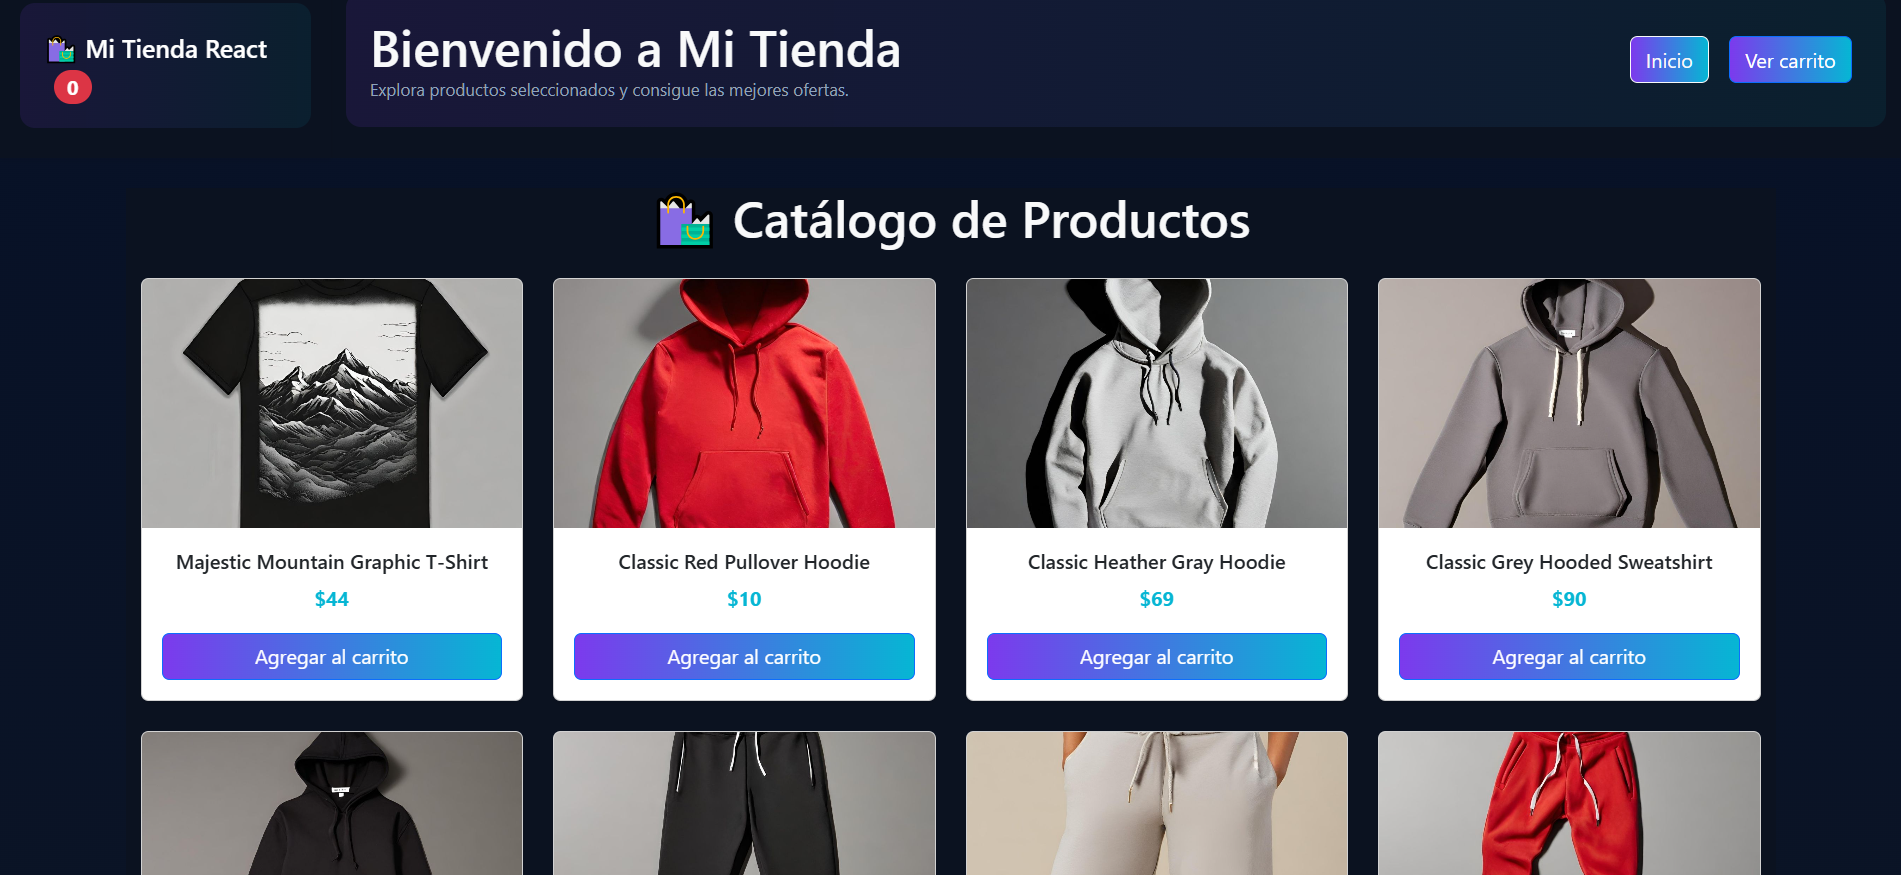 🛍️ Mi Tienda React
0
Bienvenido a Mi Tienda
Explora productos seleccionados y consigue las mejores ofertas.
Inicio
Ver carrito
🛍️ Catálogo de Productos
Majestic Mountain Graphic T-Shirt
$44
Agregar al carrito
Classic Red Pullover Hoodie
$10
Agregar al carrito
Classic Heather Gray Hoodie
$69
Agregar al carrito
Classic Grey Hooded Sweatshirt
$90
Agregar al carrito